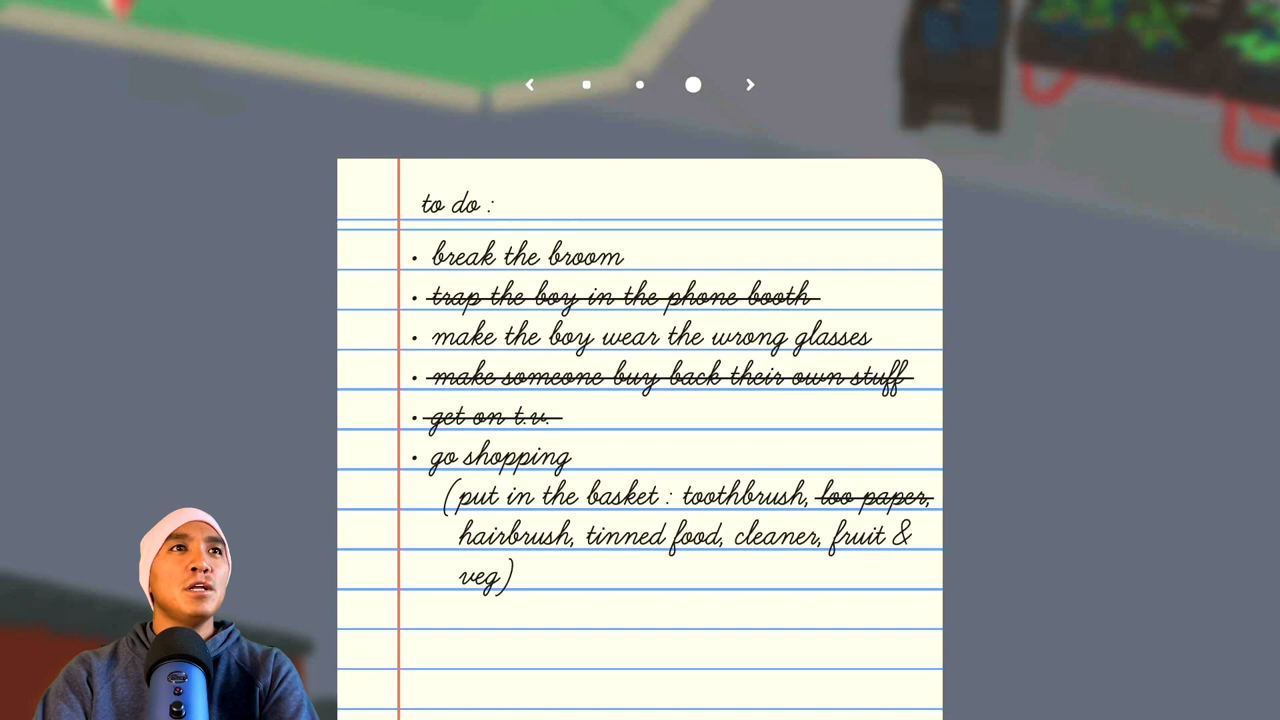 to do :
• break the broom
• trap the boy in the phone booth
• make the boy wear the wrong glasses
• make someone buy back their own stuff
• get on t.v.
• go shopping
(put in the basket : toothbrush, loo paper,
hairbrush, tinned food, cleaner, fruit &
veg)